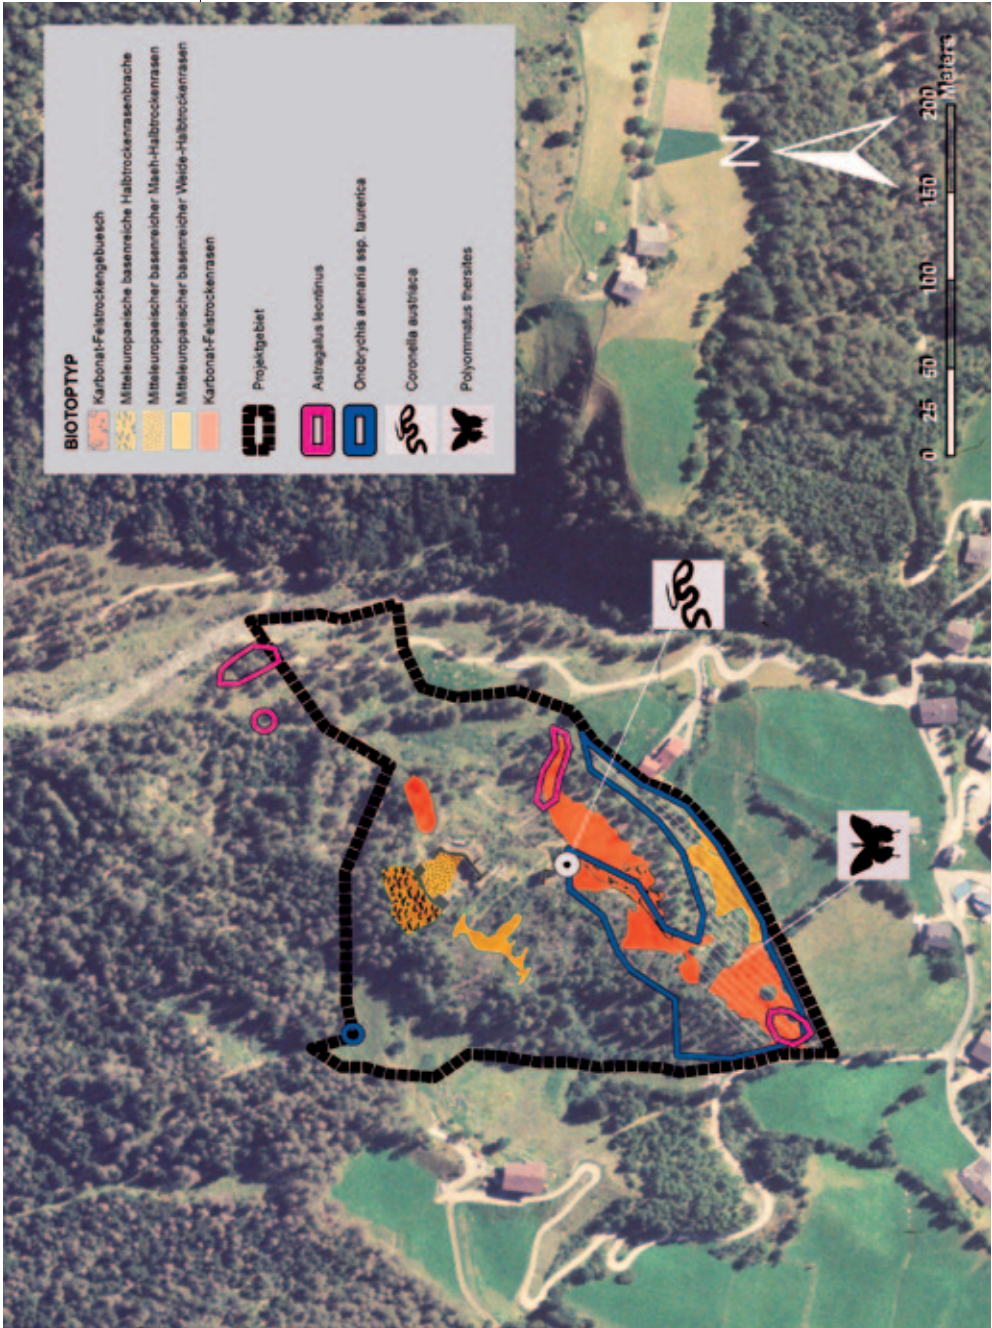 BIOTOPTYP
Karbonat-Felstrockengebuesch
Mitteleuropaeische basenreiche Halbtrockenrasenbrache
Mitteleuropaeischer basenreicher Maeh-Halbtrockenrasen
Mitteleuropaeischer basenreicher Weide-Halbtrockenrasen
Karbonat-Felstrockenrasen
Projektgebiet
Astragalus leontinus
Onobrychis arenaria ssp. taurerica
Coronella austriaca
Polyommatus thersites
N
0 25 50 100 150 200
Meters